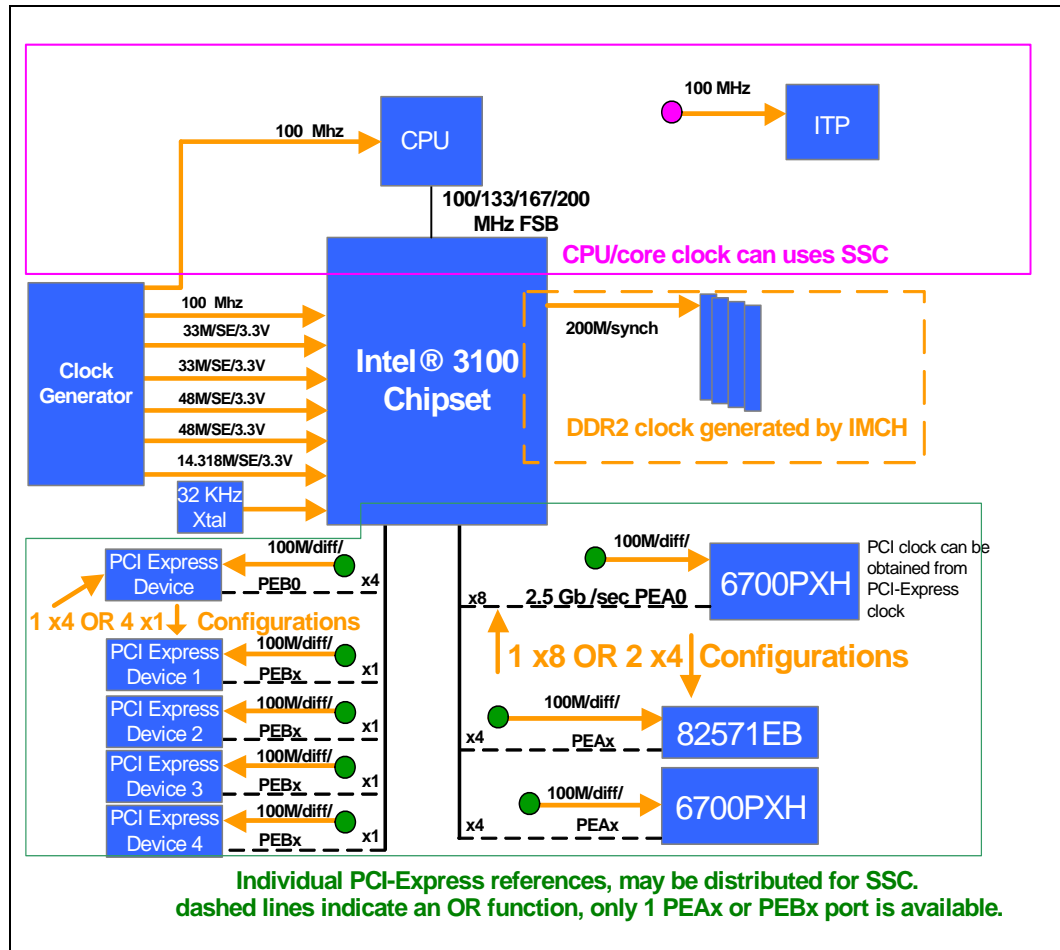 100 MHz
ITP
100 Mhz
CPU
100/133/167/200
MHz FSB
CPU/core clock can uses SSC
Clock
Generator
100 Mhz
33M/SE/3.3V
33M/SE/3.3V
48M/SE/3.3V
48M/SE/3.3V
14.318M/SE/3.3V
32 KHz
Xtal
Intel® 3100
Chipset
200M/synch
DDR2 clock generated by IMCH
PCI Express
Device
100M/diff/
PEB0
x4
1 x4 OR 4 x1 Configurations
PCI Express
Device 1
100M/diff/
PEBx
x1
PCI Express
Device 2
100M/diff/
PEBx
x1
PCI Express
Device 3
100M/diff/
PEBx
x1
PCI Express
Device 4
100M/diff/
PEBx
x1
100M/diff/
6700PXH
PCI clock can be
obtained from
PCI-Express
clock
x8
2.5 Gb /sec PEA0
1 x8 OR 2 x4 Configurations
100M/diff/
82571EB
x4
PEAx
100M/diff/
6700PXH
x4
PEAx
Individual PCI-Express references, may be distributed for SSC.
dashed lines indicate an OR function, only 1 PEAx or PEBx port is available.